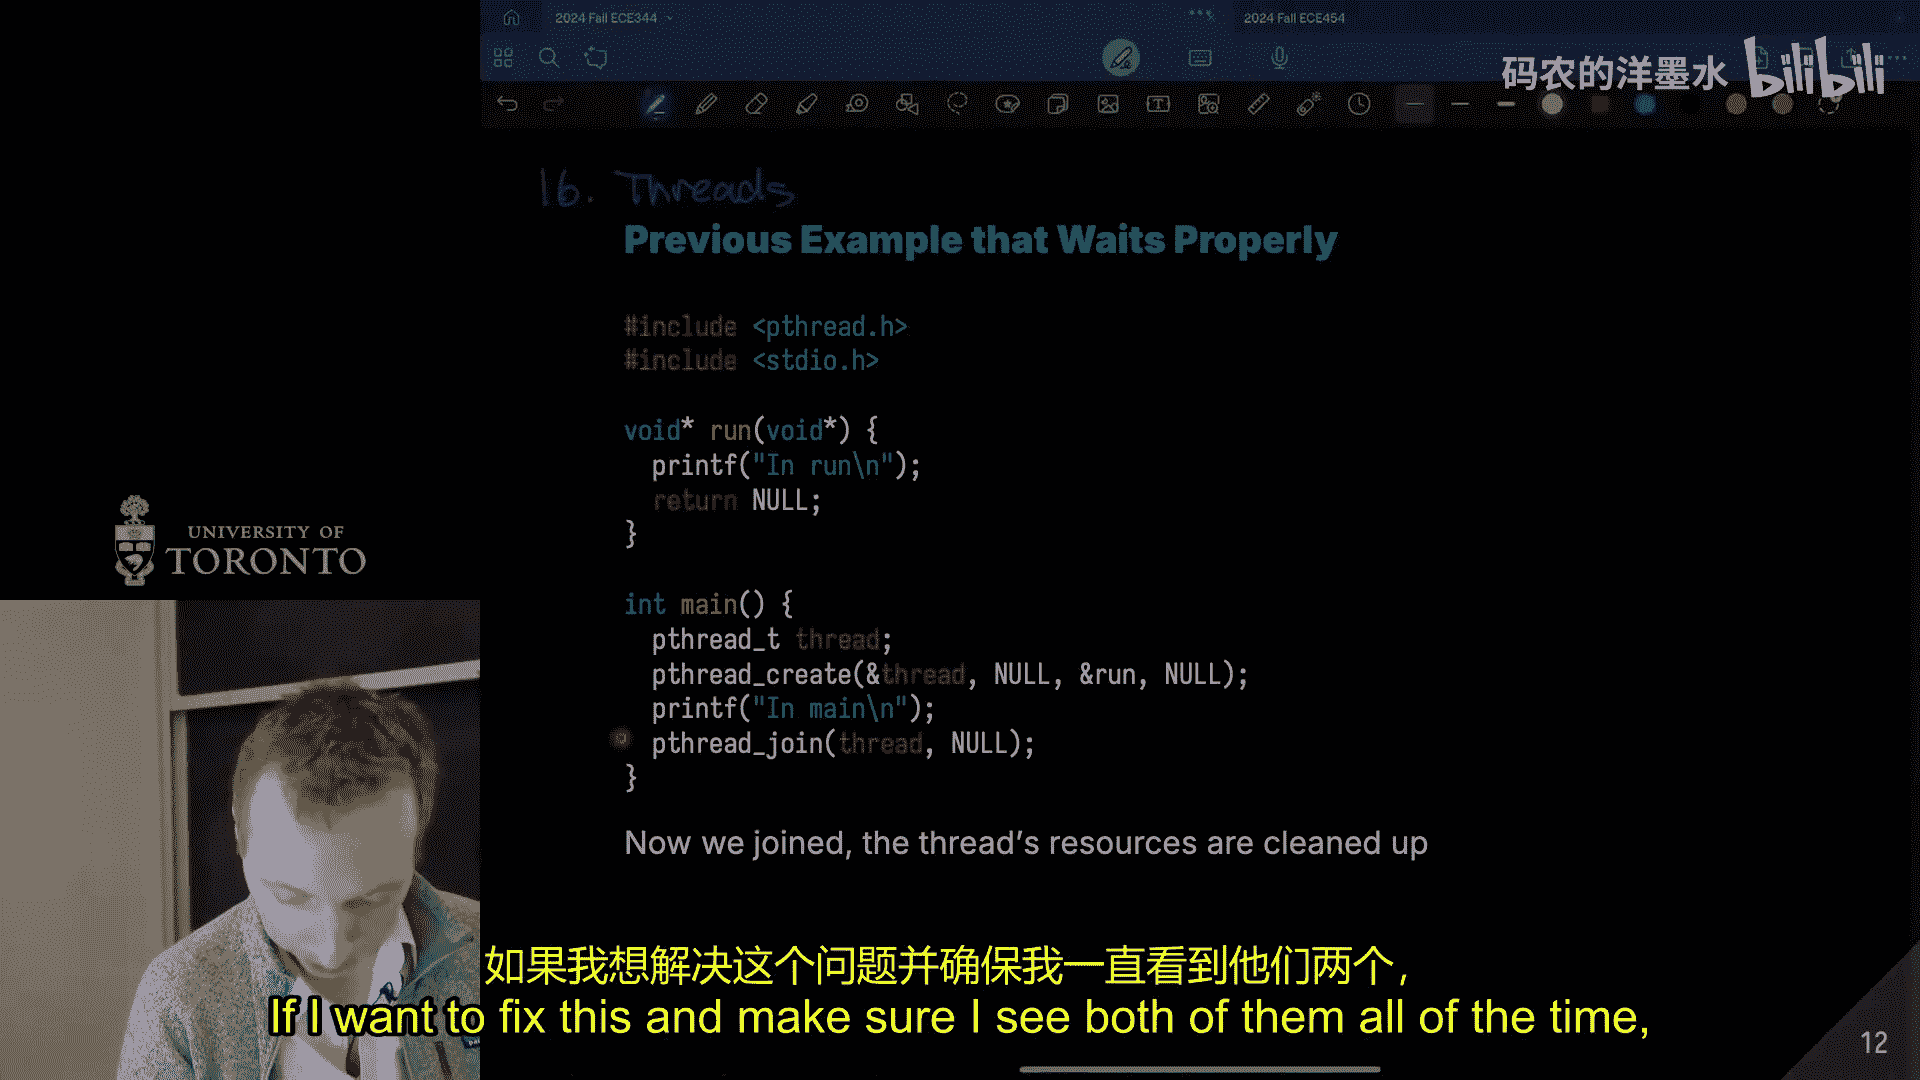 2024 Fall ECE344
2024 Fall ECE454
码农的洋墨水 bilibili
16. Threads
Previous Example that Waits Properly
#include <pthread.h>
#include <stdio.h>
void* run(void*) {
printf("In run\n");
return NULL;
}
int main() {
pthread_t thread;
pthread_create(&thread, NULL, &run, NULL);
printf("In main\n");
pthread_join(thread, NULL);
}
Now we joined, the thread's resources are cleaned up
UNIVERSITY OF
TORONTO
如果我想解决这个问题并确保我一直看到他们两个，
If I want to fix this and make sure I see both of them all of the time,
12